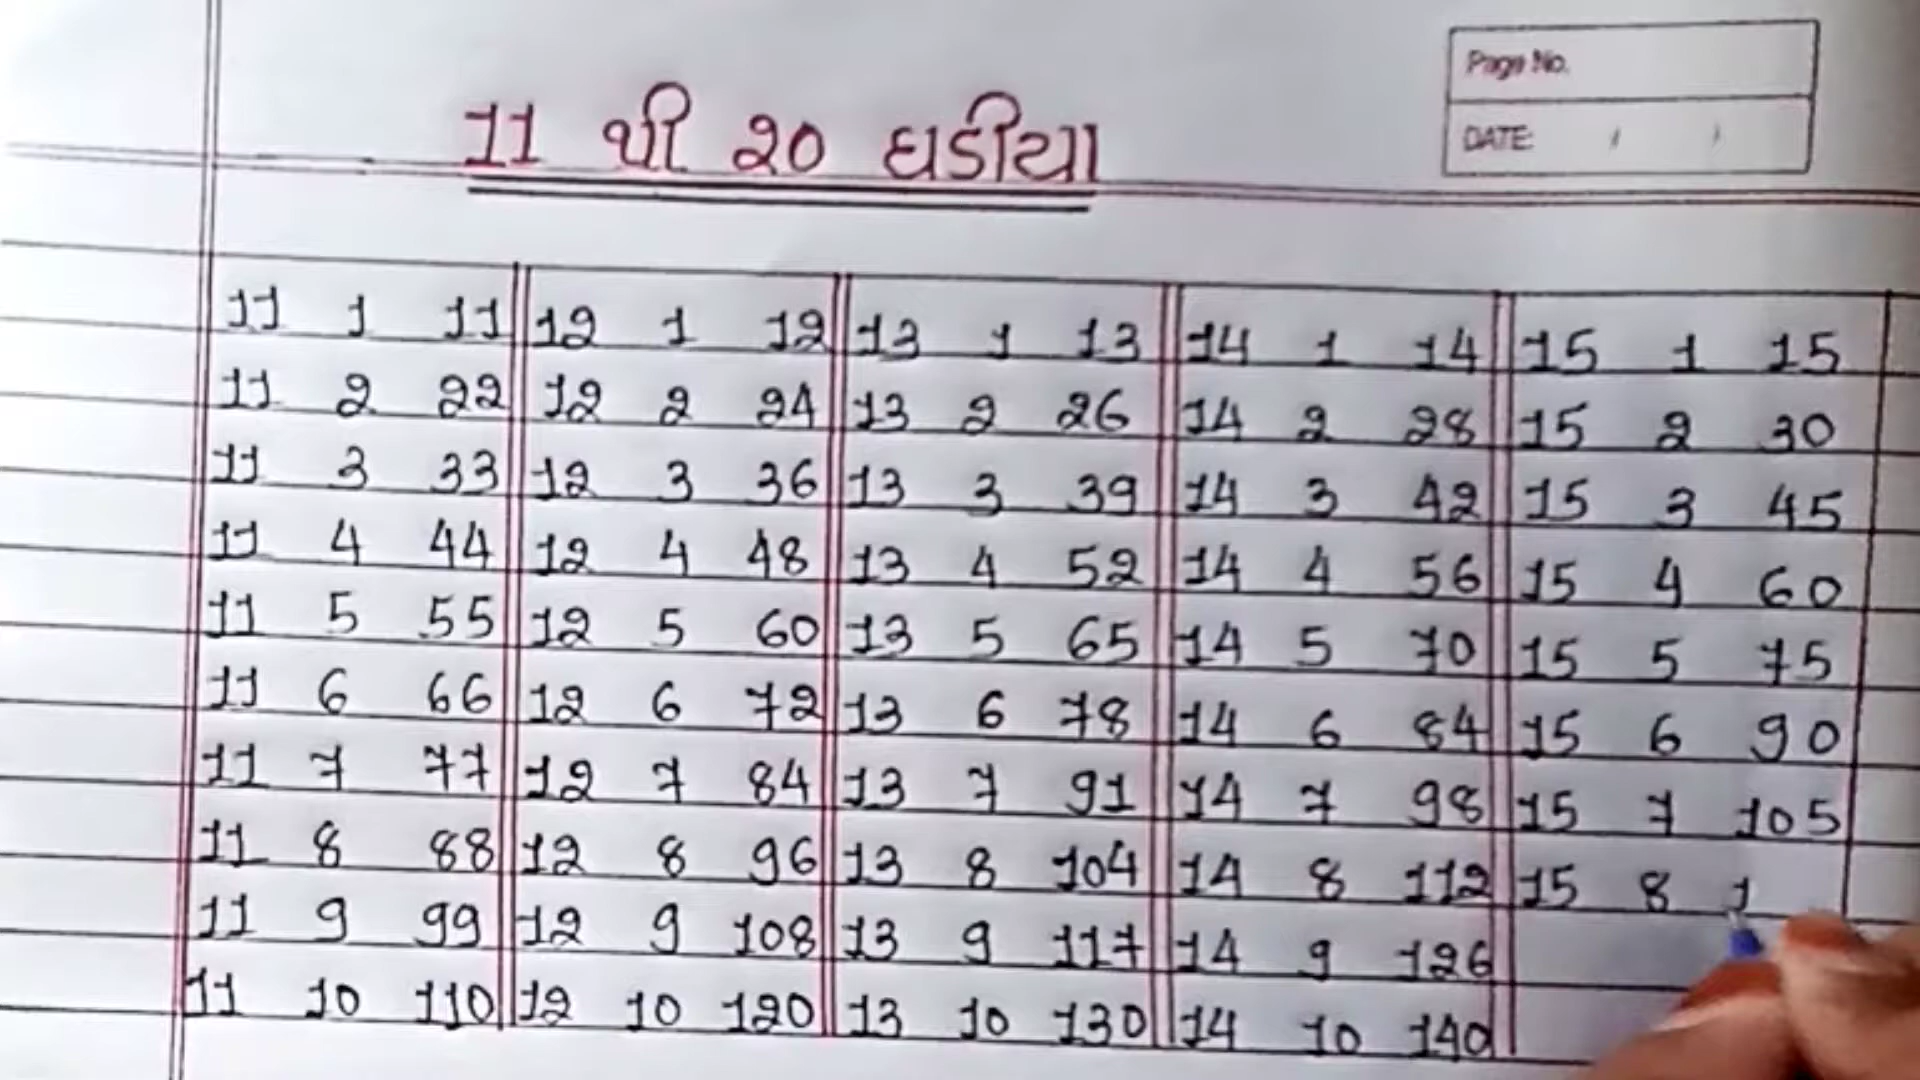 Page No.
DATE: / /
11 થી 20 ઘડીયા
11 1 11 12 1 12 13 1 13 14 1 14 15 1 15
11 2 22 12 2 24 13 2 26 14 2 28 15 2 30
11 3 33 12 3 36 13 3 39 14 3 42 15 3 45
11 4 44 12 4 48 13 4 52 14 4 56 15 4 60
11 5 55 12 5 60 13 5 65 14 5 70 15 5 75
11 6 66 12 6 72 13 6 78 14 6 84 15 6 90
11 7 77 12 7 84 13 7 91 14 7 98 15 7 105
11 8 88 12 8 96 13 8 104 14 8 112 15 8 1
11 9 99 12 9 108 13 9 117 14 9 126
11 10 110 12 10 120 13 10 130 14 10 140